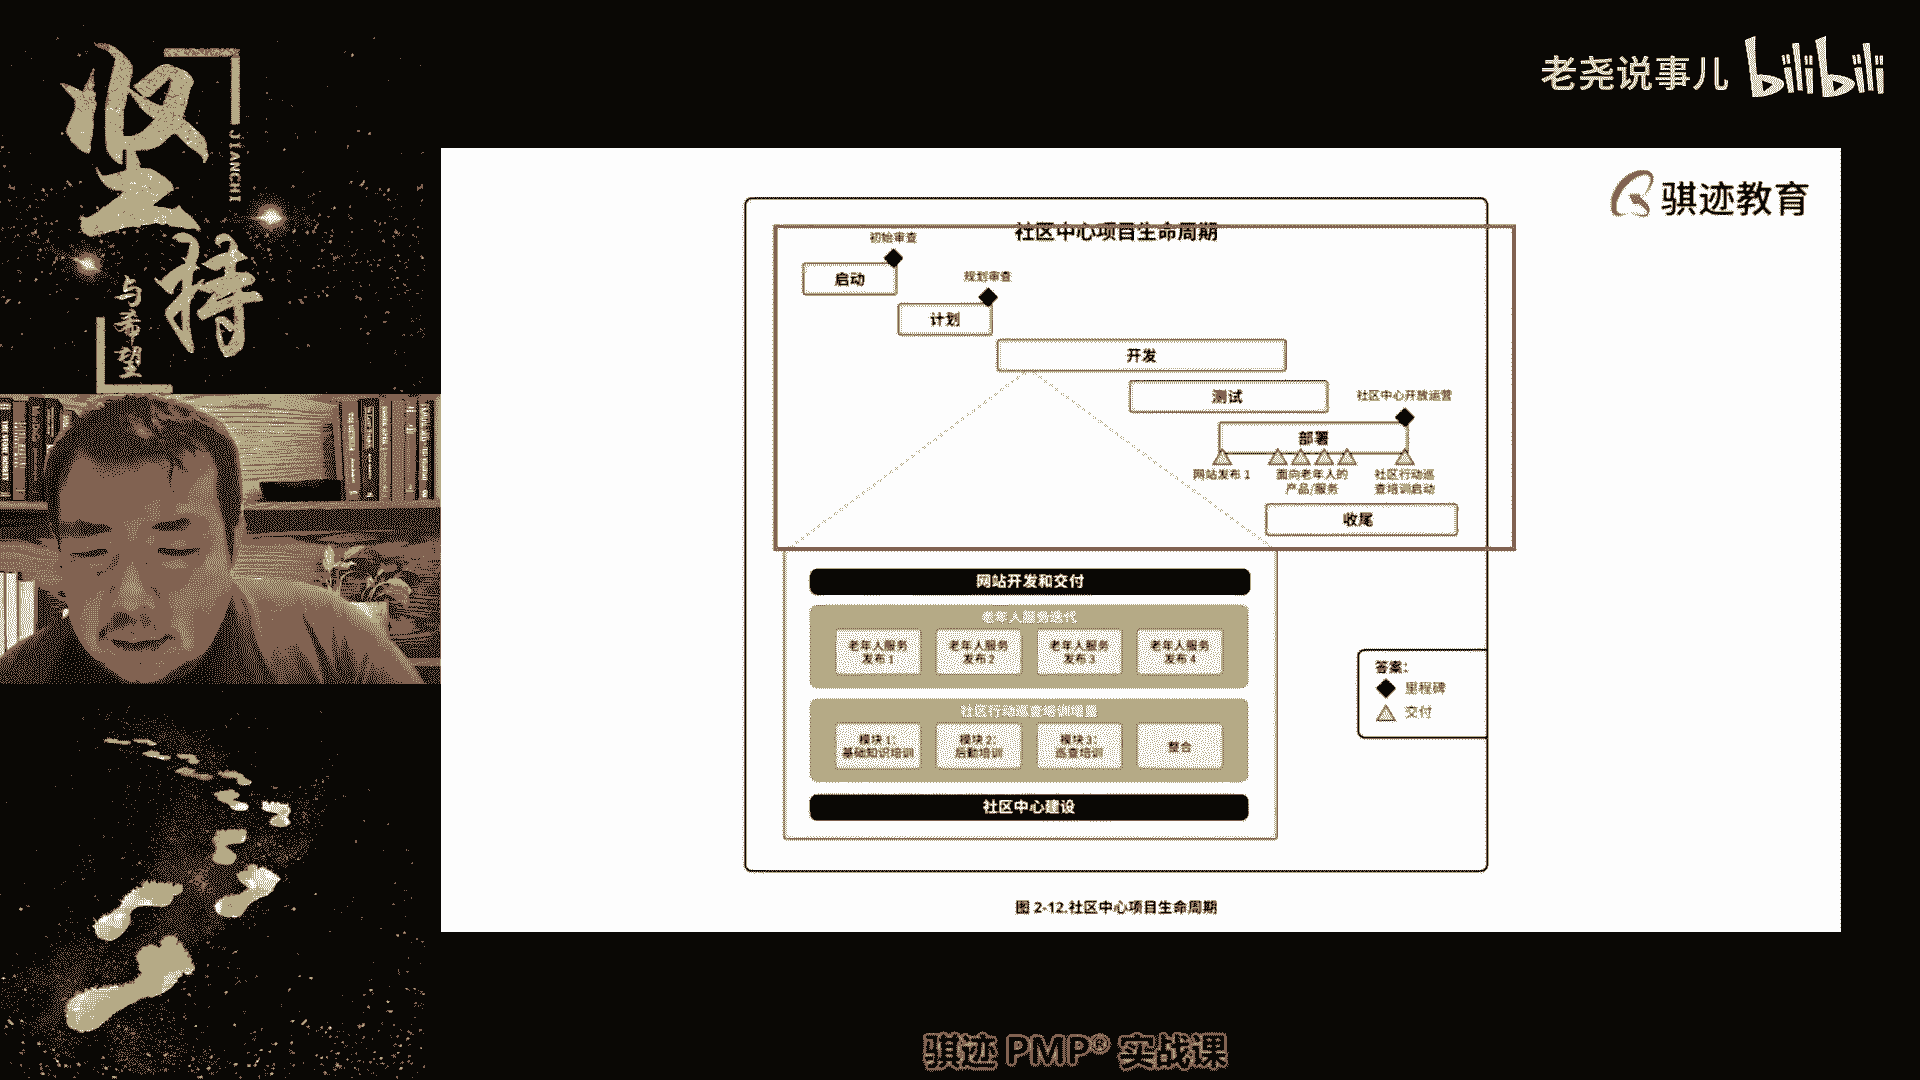 坚持
JIANCHI
与希望
老尧说事儿 bilibili
骐迹教育
社区中心项目生命周期
初始审查
启动
规划审查
计划
开发
测试
社区中心开放运营
部署
网站发布 1
面向老年人的
产品/服务
社区行动巡
查培训启动
收尾
网站开发和交付
老年人服务迭代
老年人服务
发布 1
老年人服务
发布 2
老年人服务
发布 3
老年人服务
发布 4
社区行动巡查培训增量
模块 1:
基础知识培训
模块 2:
后勤培训
模块 3:
巡查培训
整合
社区中心建设
答案:
里程碑
交付
图 2-12.社区中心项目生命周期
骐迹 PMP® 实战课